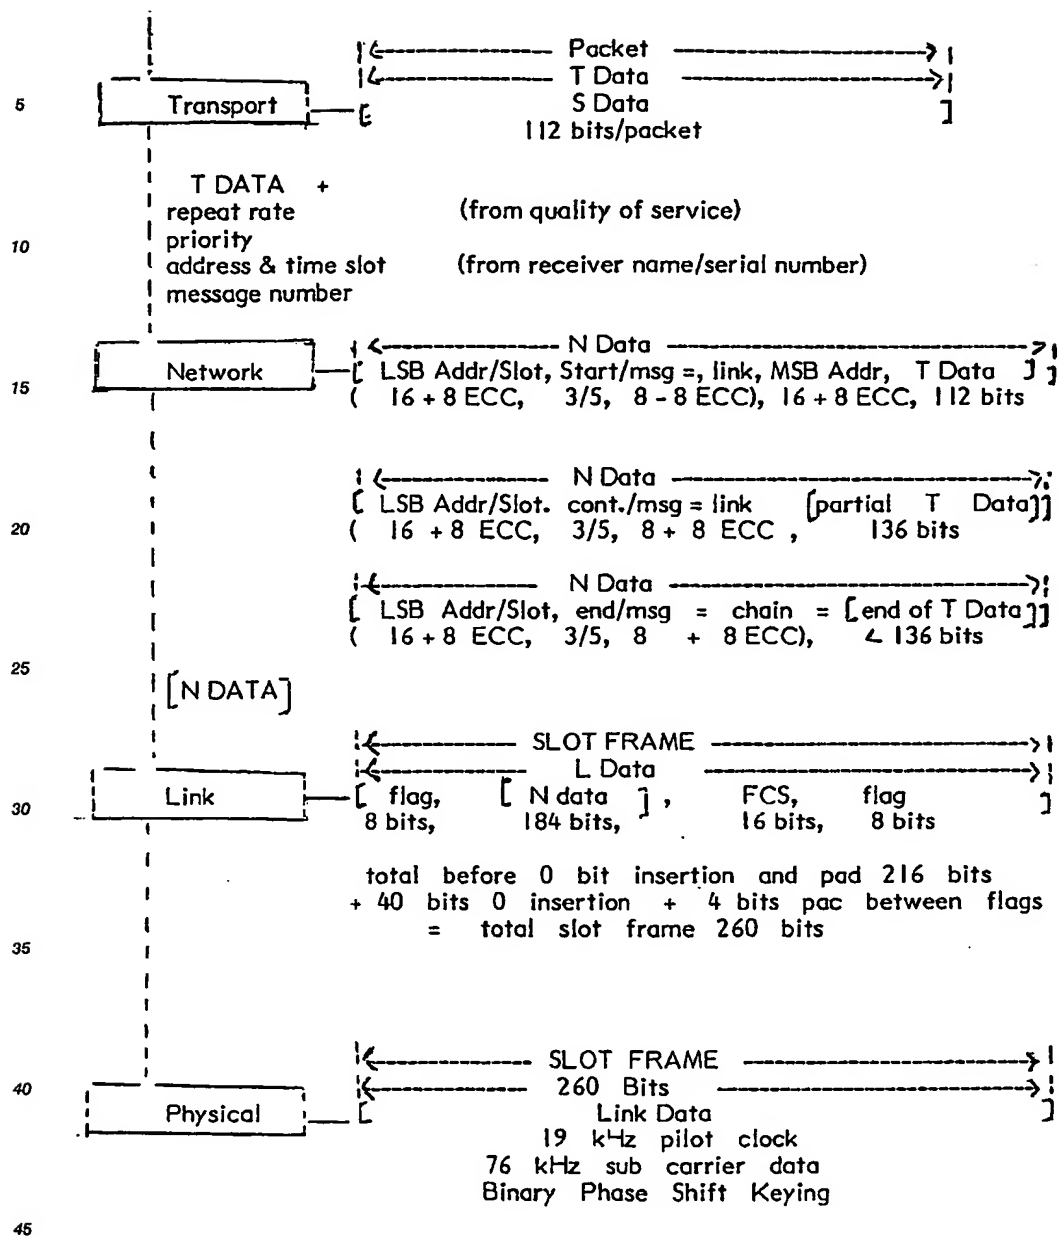 Packet
T Data
5 Transport [ S Data ]
112 bits/packet
T DATA +
repeat rate (from quality of service)
10 priority
address & time slot (from receiver name/serial number)
message number
N Data
15 Network [ LSB Addr/Slot, Start/msg =, link, MSB Addr, T Data ] ]
( 16 + 8 ECC, 3/5, 8 - 8 ECC), 16 + 8 ECC, 112 bits
N Data
[ LSB Addr/Slot. cont./msg = link [partial T Data]]
20 ( 16 + 8 ECC, 3/5, 8 + 8 ECC , 136 bits
N Data
[ LSB Addr/Slot, end/msg = chain = [end of T Data]]
( 16 + 8 ECC, 3/5, 8 + 8 ECC), < 136 bits
25
[N DATA]
SLOT FRAME
L Data
30 Link [ flag, [ N data ] , FCS, flag ]
8 bits, 184 bits, 16 bits, 8 bits
total before 0 bit insertion and pad 216 bits
+ 40 bits 0 insertion + 4 bits pac between flags
35 = total slot frame 260 bits
SLOT FRAME
40 260 Bits
Physical [ Link Data ]
19 kHz pilot clock
76 kHz sub carrier data
Binary Phase Shift Keying
45